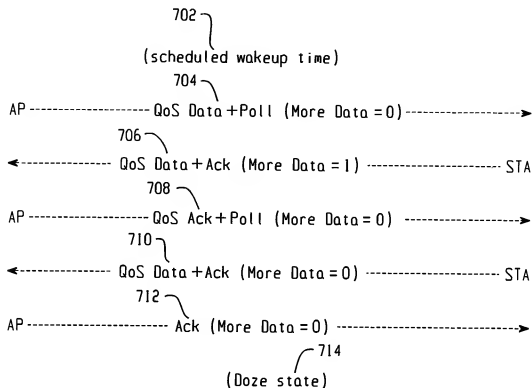 702
(scheduled wakeup time)
704
AP QoS Data+Poll (More Data=0)
706
QoS Data+Ack (More Data=1) STA
708
AP QoS Ack+Poll (More Data=0)
710
QoS Data+Ack (More Data=0) STA
712
AP Ack (More Data=0)
714
(Doze state)